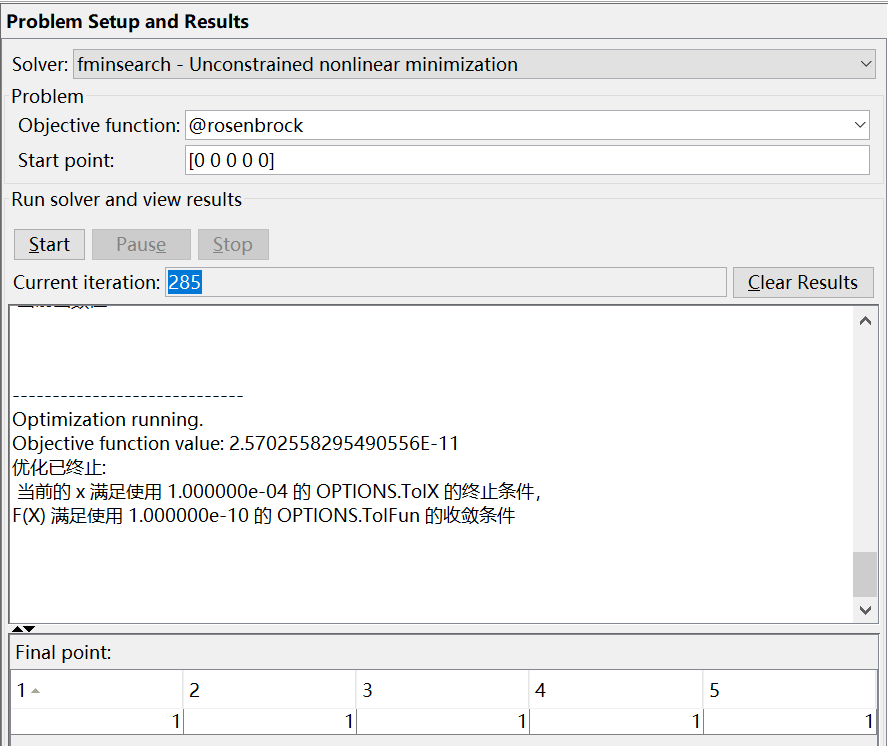 Problem Setup and Results
Solver: fminsearch - Unconstrained nonlinear minimization
Problem
Objective function: @rosenbrock
Start point: [0 0 0 0 0]
Run solver and view results
Start Pause Stop
Current iteration: 285 Clear Results
-----------------------------
Optimization running.
Objective function value: 2.5702558295490556E-11
优化已终止:
当前的 x 满足使用 1.000000e-04 的 OPTIONS.TolX 的终止条件,
F(X) 满足使用 1.000000e-10 的 OPTIONS.TolFun 的收敛条件
Final point:
1 2 3 4 5
1 1 1 1 1